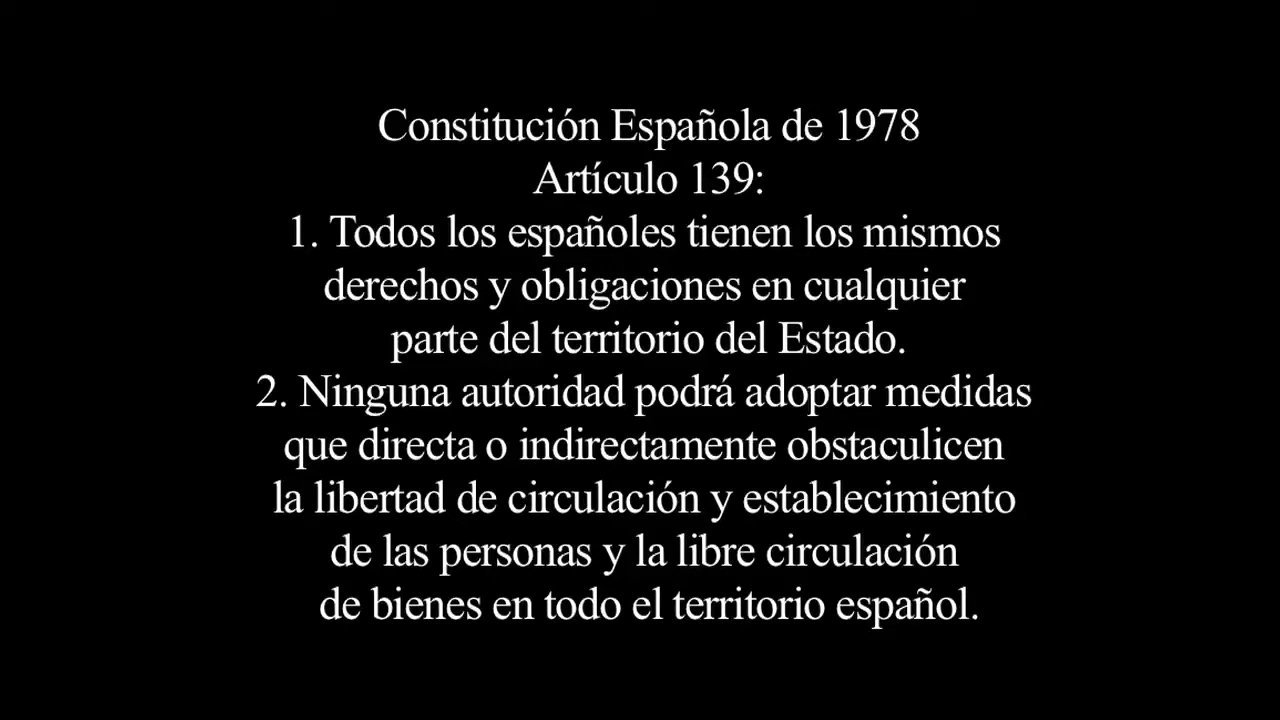 Constitución Española de 1978
Artículo 139:
1. Todos los españoles tienen los mismos
derechos y obligaciones en cualquier
parte del territorio del Estado.
2. Ninguna autoridad podrá adoptar medidas
que directa o indirectamente obstaculicen
la libertad de circulación y establecimiento
de las personas y la libre circulación
de bienes en todo el territorio español.